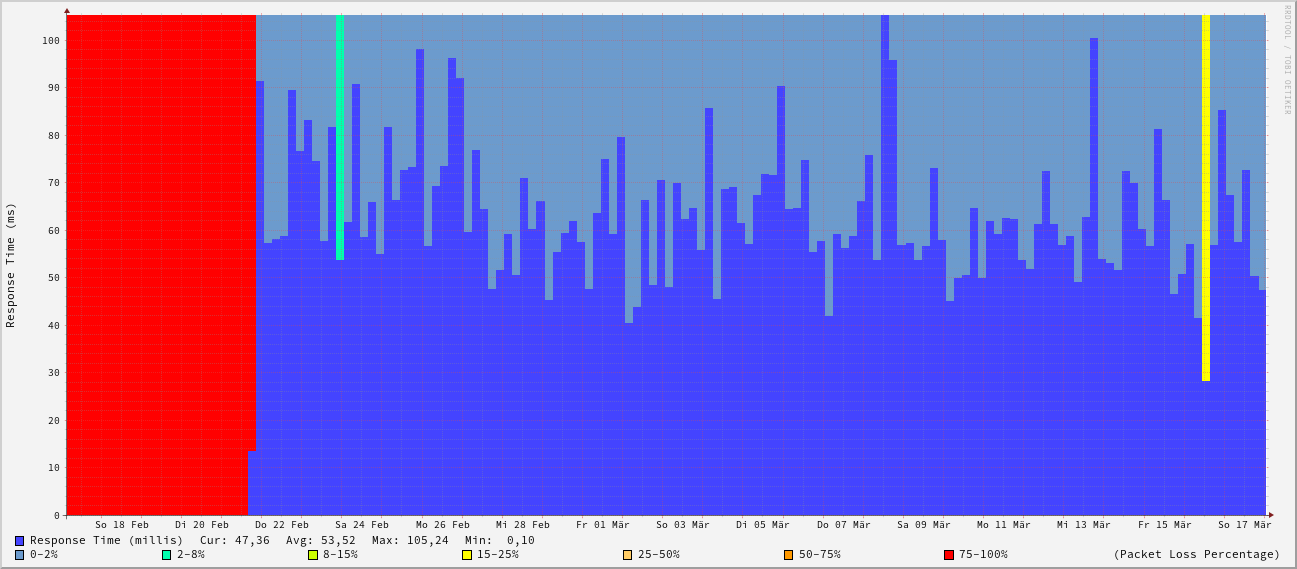 RRDTOOL / TOBI OETIKER
Response Time (ms)
100
90
80
70
60
50
40
30
20
10
0
So 18 Feb Di 20 Feb Do 22 Feb Sa 24 Feb Mo 26 Feb Mi 28 Feb Fr 01 Mär So 03 Mär Di 05 Mär Do 07 Mär Sa 09 Mär Mo 11 Mär Mi 13 Mär Fr 15 Mär So 17 Mär
Response Time (millis) Cur: 47,36 Avg: 53,52 Max: 105,24 Min: 0,10
0-2% 2-8% 8-15% 15-25% 25-50% 50-75% 75-100% (Packet Loss Percentage)